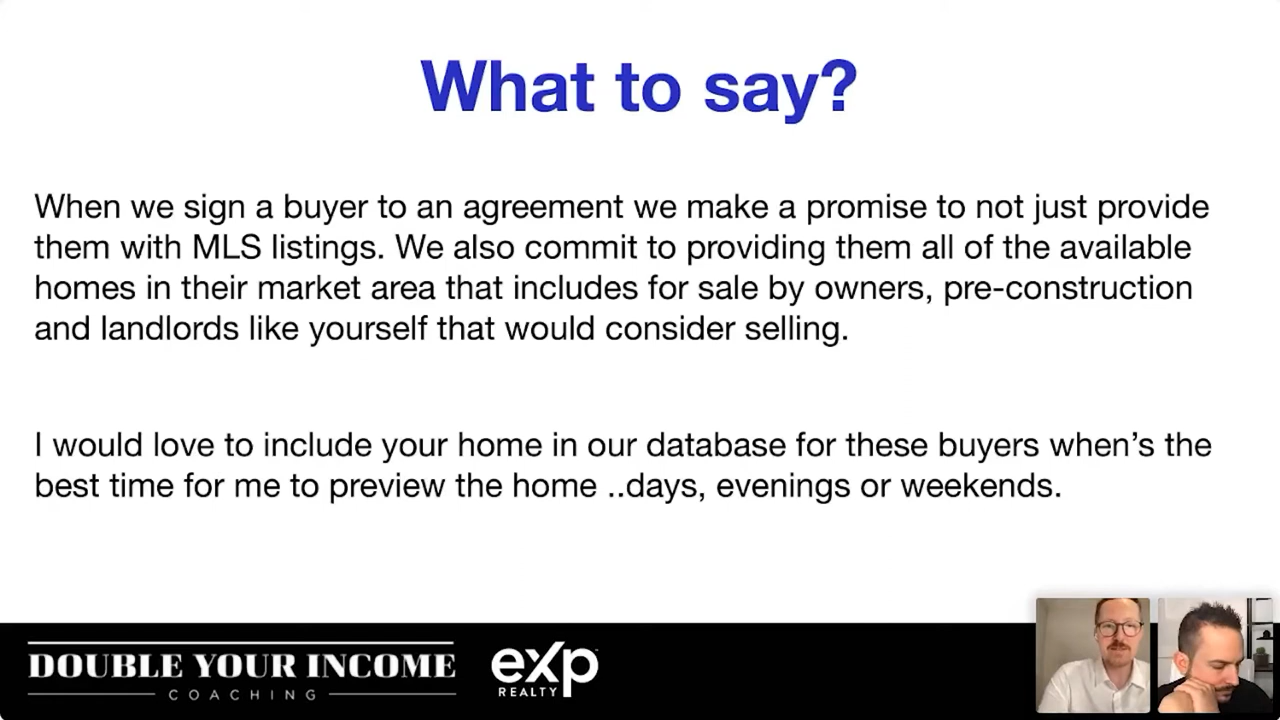 What to say?
When we sign a buyer to an agreement we make a promise to not just provide
them with MLS listings. We also commit to providing them all of the available
homes in their market area that includes for sale by owners, pre-construction
and landlords like yourself that would consider selling.
I would love to include your home in our database for these buyers when’s the
best time for me to preview the home ..days, evenings or weekends.
DOUBLE YOUR INCOME
COACHING
eXp
REALTY